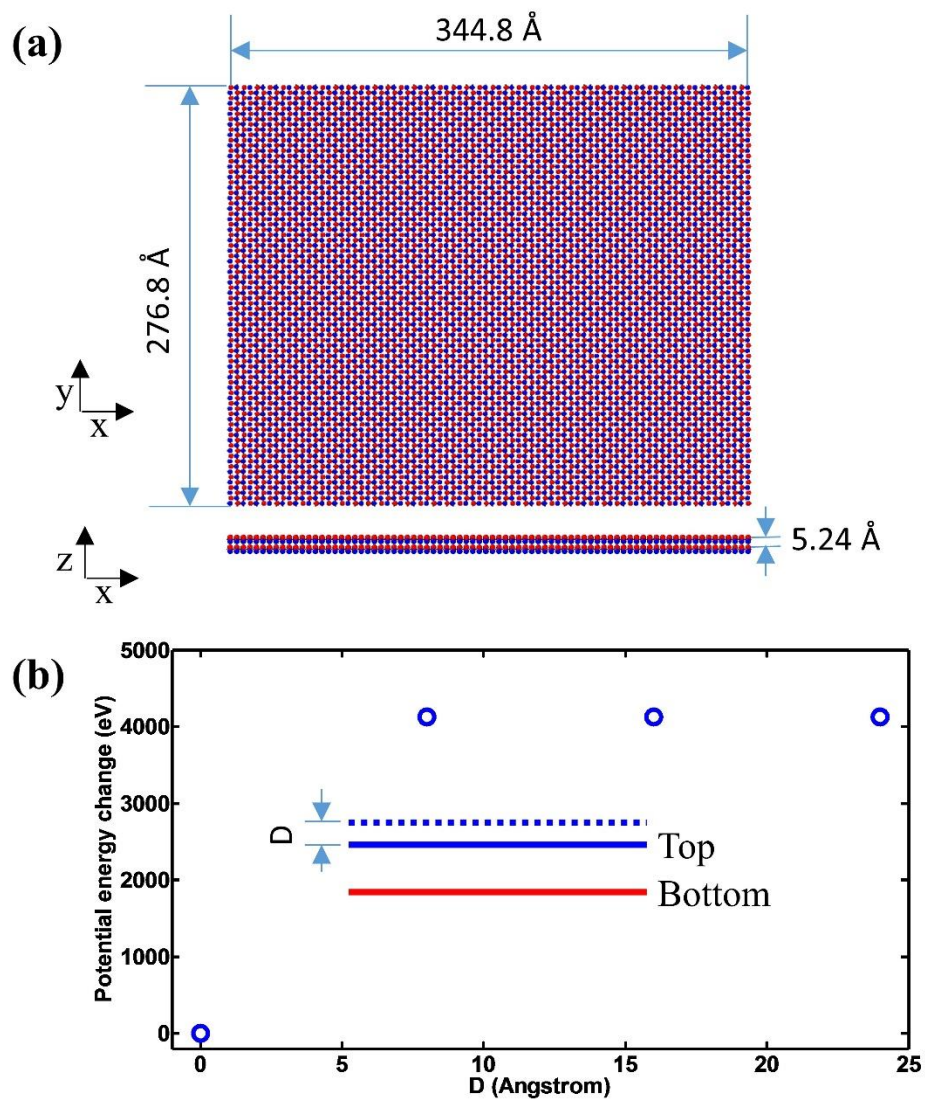 (a)
344.8 Å
276.8 Å
y
x
z
x
5.24 Å
(b)
Potential energy change (eV)
5000
4000
3000
2000
1000
0
D
Top
Bottom
0 5 10 15 20 25
D (Angstrom)